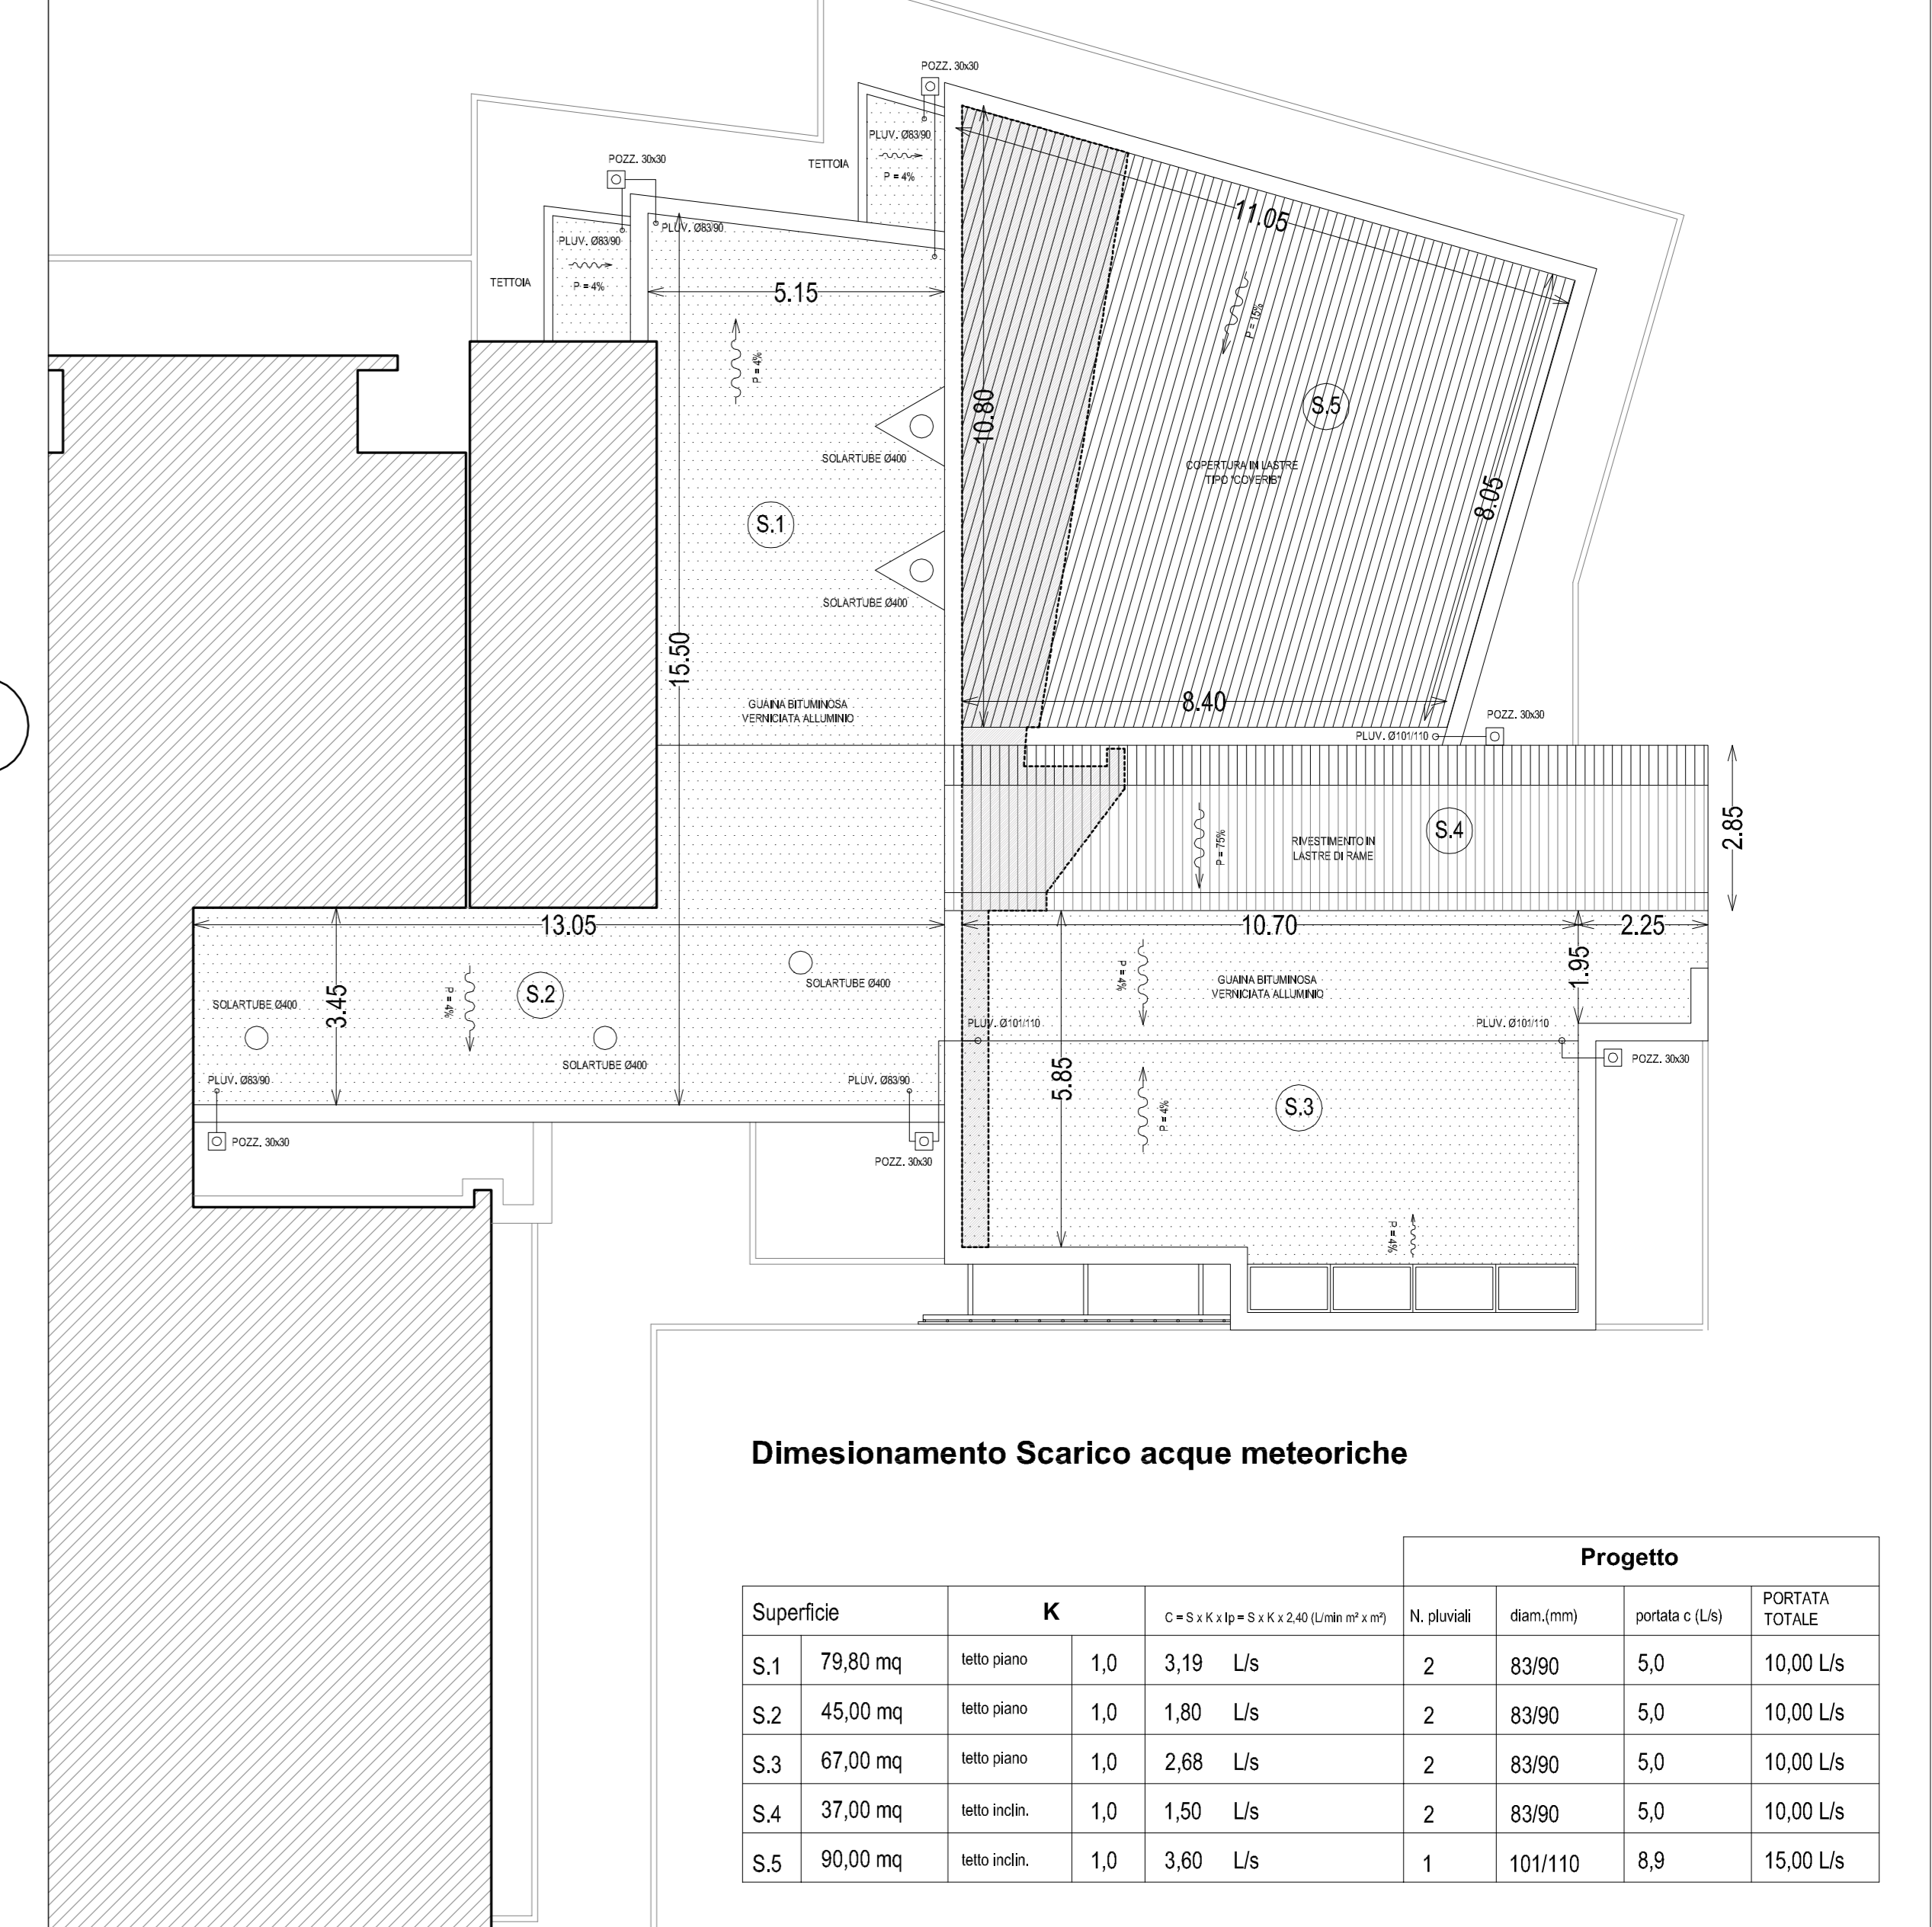 POZZ. 30x30
PLUV. Ø83/90
TETTOIA
P = 4%
POZZ. 30x30
PLUV. Ø83/90
PLUV. Ø83/90
TETTOIA
P = 4%
11.05
5.15
P = 15%
P = 4%
10.80
S.5
SOLARTUBE Ø400
COPERTURA IN LASTRE
TIPO "COVERIB"
8.05
S.1
SOLARTUBE Ø400
15.50
GUAINA BITUMINOSA
VERNICIATA ALLUMINIO
8.40
POZZ. 30x30
PLUV. Ø101/110
2.85
P = 75%
RIVESTIMENTO IN
LASTRE DI RAME
S.4
13.05
10.70
2.25
1.95
P = 4%
GUAINA BITUMINOSA
VERNICIATA ALLUMINIO
SOLARTUBE Ø400
3.45
P = 4%
S.2
SOLARTUBE Ø400
SOLARTUBE Ø400
PLUV. Ø101/110
PLUV. Ø101/110
POZZ. 30x30
PLUV. Ø83/90
PLUV. Ø83/90
5.85
P = 4%
S.3
POZZ. 30x30
POZZ. 30x30
P = 4%
Dimesionamento Scarico acque meteoriche
Progetto
Superficie K C = S x K x Ip = S x K x 2,40 (L/min m² x m²) N. pluviali diam.(mm) portata c (L/s) PORTATA
TOTALE
S.1 79,80 mq tetto piano 1,0 3,19 L/s 2 83/90 5,0 10,00 L/s
S.2 45,00 mq tetto piano 1,0 1,80 L/s 2 83/90 5,0 10,00 L/s
S.3 67,00 mq tetto piano 1,0 2,68 L/s 2 83/90 5,0 10,00 L/s
S.4 37,00 mq tetto inclin. 1,0 1,50 L/s 2 83/90 5,0 10,00 L/s
S.5 90,00 mq tetto inclin. 1,0 3,60 L/s 1 101/110 8,9 15,00 L/s